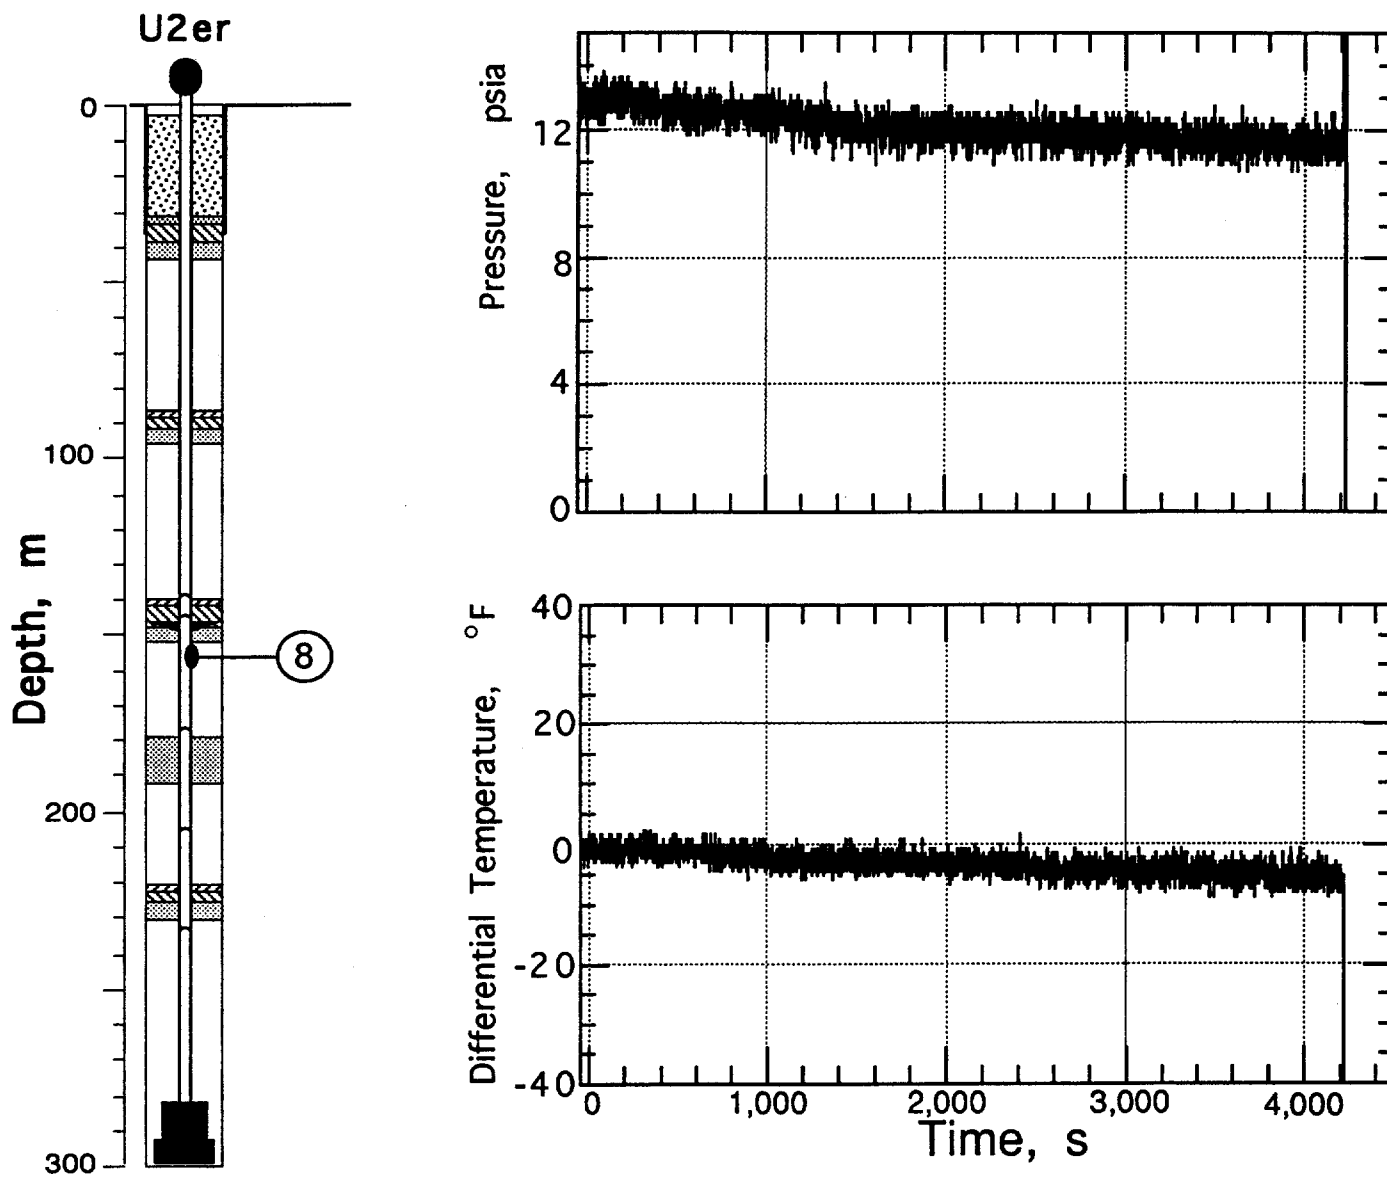 U2er
0
100
200
300
Depth, m
8
Pressure, psia
12
8
4
0
Differential Temperature, °F
40
20
0
-20
-40
0 1,000 2,000 3,000 4,000
Time, s